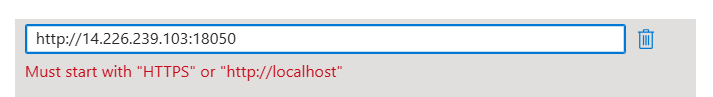 http://14.226.239.103:18050
Must start with "HTTPS" or "http://localhost"